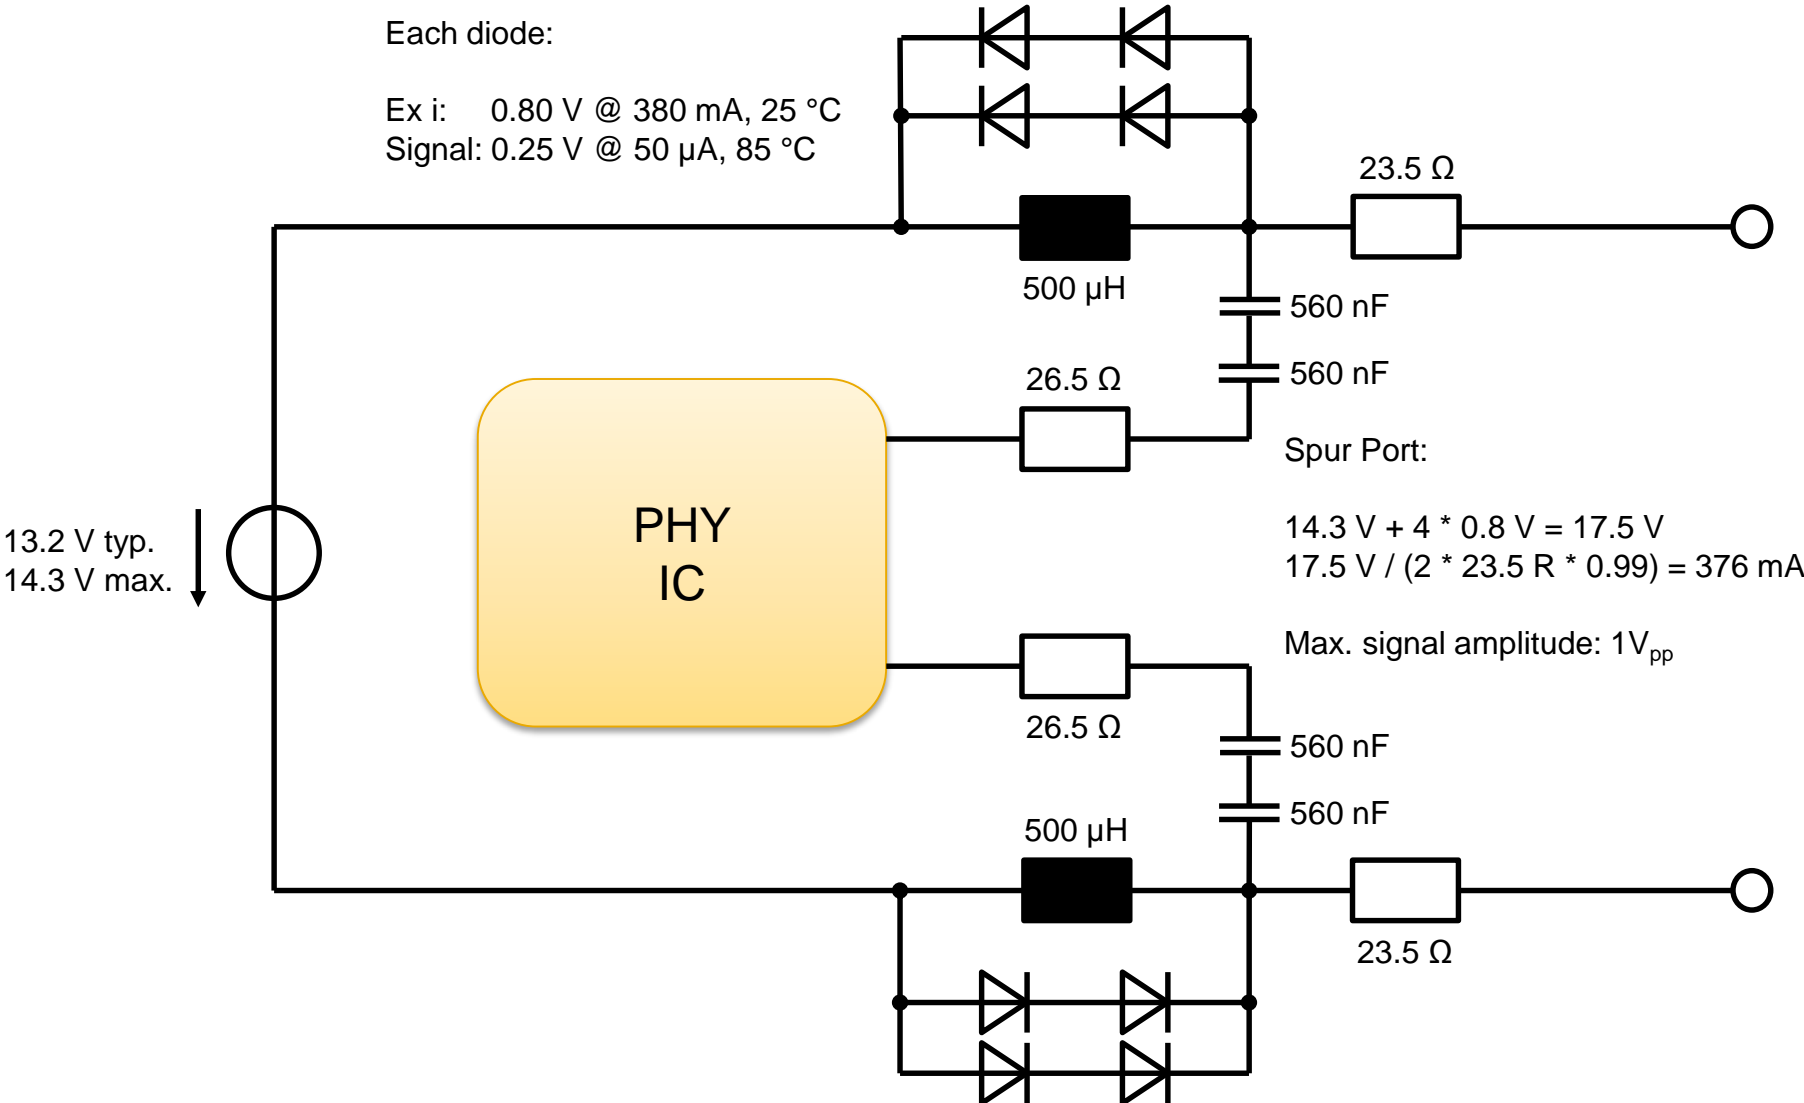 Each diode:
Ex i: 0.80 V @ 380 mA, 25 °C
Signal: 0.25 V @ 50 µA, 85 °C
23.5 Ω
500 µH
560 nF
560 nF
26.5 Ω
Spur Port:
13.2 V typ.
14.3 V max.
PHY
IC
14.3 V + 4 * 0.8 V = 17.5 V
17.5 V / (2 * 23.5 R * 0.99) = 376 mA
Max. signal amplitude: 1Vpp
26.5 Ω
560 nF
560 nF
500 µH
23.5 Ω